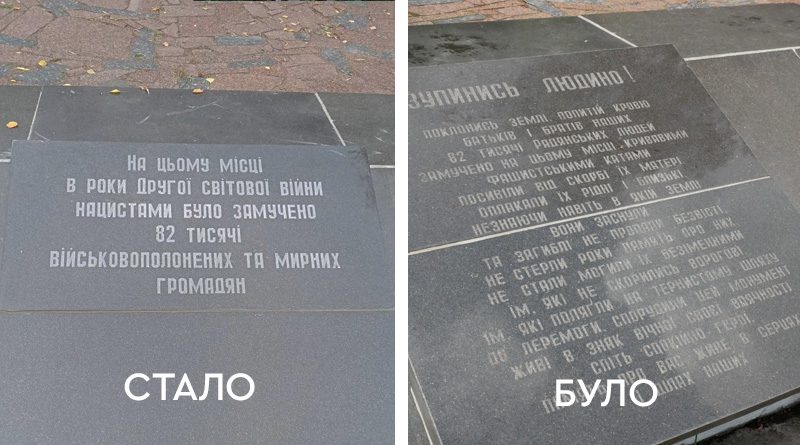 НА ЦЬОМУ МІСЦІ
В РОКИ ДРУГОЇ СВІТОВОЇ ВІЙНИ
НАЦИСТАМИ БУЛО ЗАМУЧЕНО
82 ТИСЯЧІ
ВІЙСЬКОВОПОЛОНЕНИХ ТА МИРНИХ
ГРОМАДЯН
СТАЛО
ЗУПИНИСЬ ЛЮДИНО!
ПОКЛОНИСЬ ЗЕМЛІ ПОЛИТІЙ КРОВЮ
БАТЬКІВ І БРАТІВ НАШИХ
82 ТИСЯЧІ РАДЯНСЬКИХ ЛЮДЕЙ
ЗАМУЧЕНО НА ЦЬОМУ МІСЦІ КРИВАВИМИ
ФАШИСТСЬКИМИ КАТАМИ
ПОСИВІЛИ ВІД СКОРБІ ЇХ МАТЕРІ
ОПЛАКАЛИ ЇХ РІДНІ І БЛИЗЬКІ
НЕЗНАЮЧИ НАВІТЬ В ЯКІЙ ЗЕМЛІ
ВОНИ ЗАСНУЛИ
ТА ЗАГИБЛІ НЕ ПРОПАЛИ БЕЗВІСТІ
НЕ СТЕРЛИ РОКИ ПАМЯТЬ ПРО НИХ
НЕ СТАЛИ МОГИЛИ ЇХ БЕЗІМЕННИМИ
ЇМ, ЯКІ НЕ СКОРИЛИСЬ ВОРОГОВІ
ЇМ ЯКІ ПОЛЯГЛИ НА ТЕРНИСТОМУ ШЛЯХУ
ДО ПЕРЕМОГИ, СПОРУДИЛИ ЦЕЙ МОНУМЕНТ
ЖИВІ В ЗНАК ВІЧНОЇ СВОЄЇ ВДЯЧНОСТІ
СПІТЬ СПОКІЙНО ГЕРОЇ
ПРО ВАС ЖИВЕ В СЕРЦЯХ
НАШИХ
БУЛО